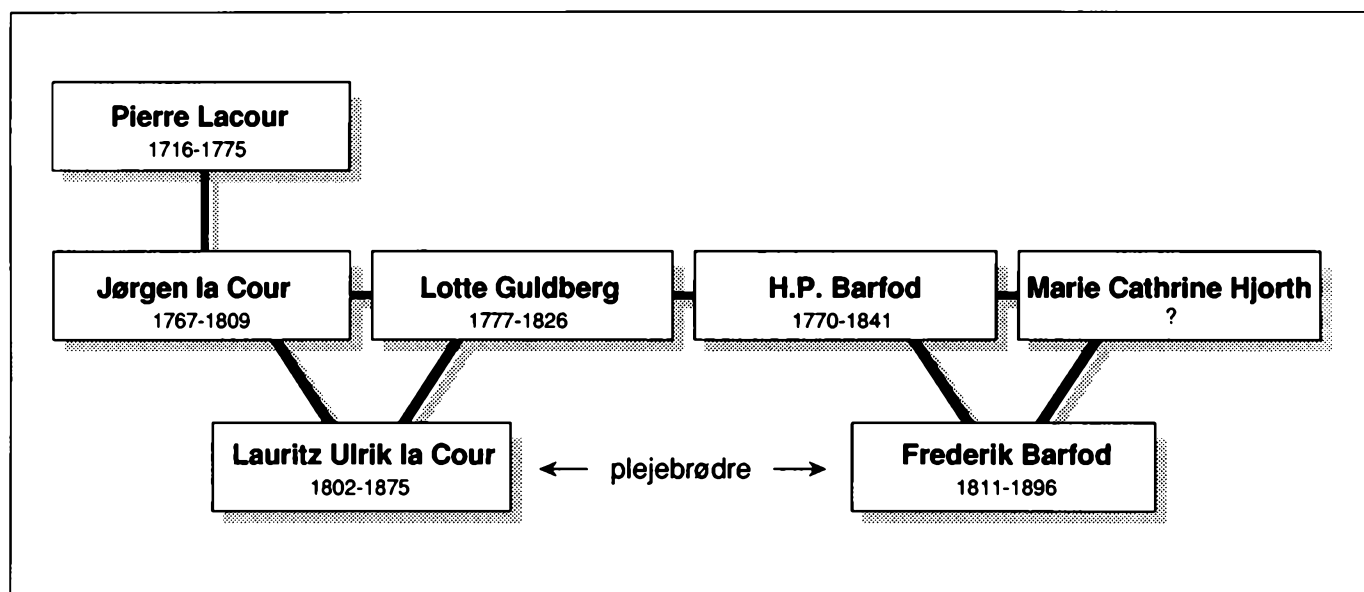 Pierre Lacour
1716-1775
Jørgen la Cour
1767-1809
Lotte Guldberg
1777-1826
H.P. Barfod
1770-1841
Marie Cathrine Hjorth
?
Lauritz Ulrik la Cour
1802-1875
← plejebrødre →
Frederik Barfod
1811-1896